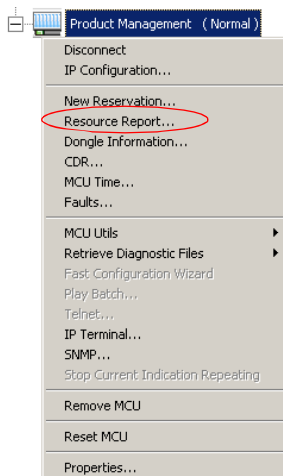 Product Management ( Normal )
Disconnect
IP Configuration...
New Reservation...
Resource Report...
Dongle Information...
CDR...
MCU Time...
Faults...
MCU Utils
Retrieve Diagnostic Files
Fast Configuration Wizard
Play Batch...
Telnet...
IP Terminal...
SNMP...
Stop Current Indication Repeating
Remove MCU
Reset MCU
Properties...